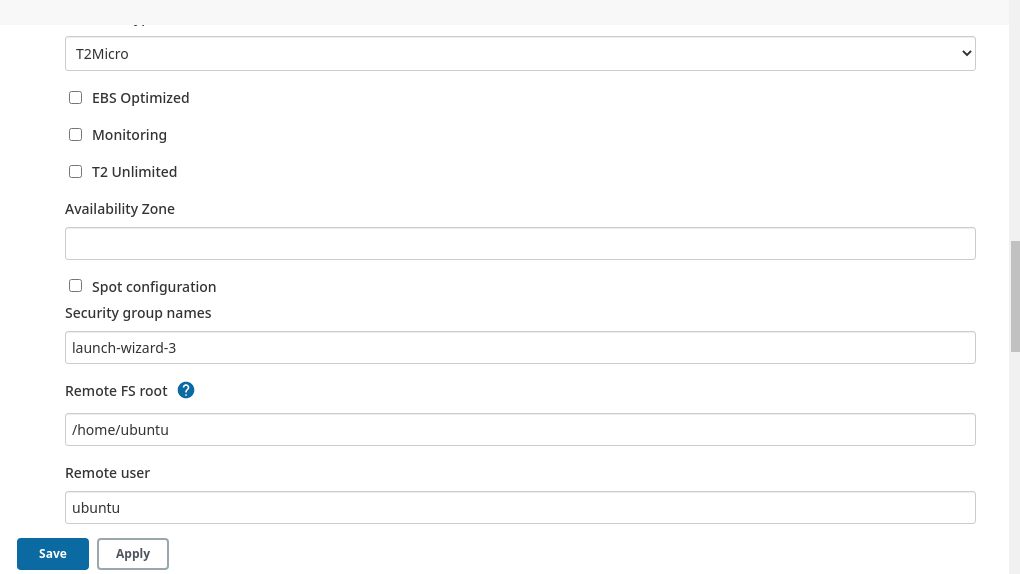 T2Micro
EBS Optimized
Monitoring
T2 Unlimited
Availability Zone
Spot configuration
Security group names
launch-wizard-3
Remote FS root ?
/home/ubuntu
Remote user
ubuntu
Save Apply